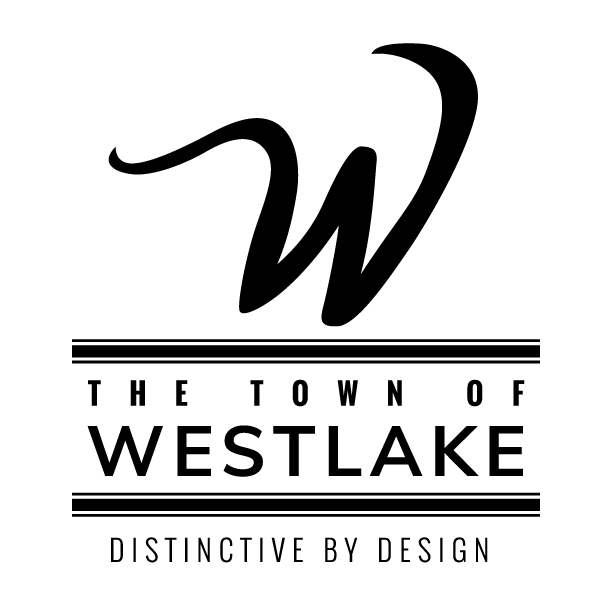 W
THE TOWN OF
WESTLAKE
DISTINCTIVE BY DESIGN